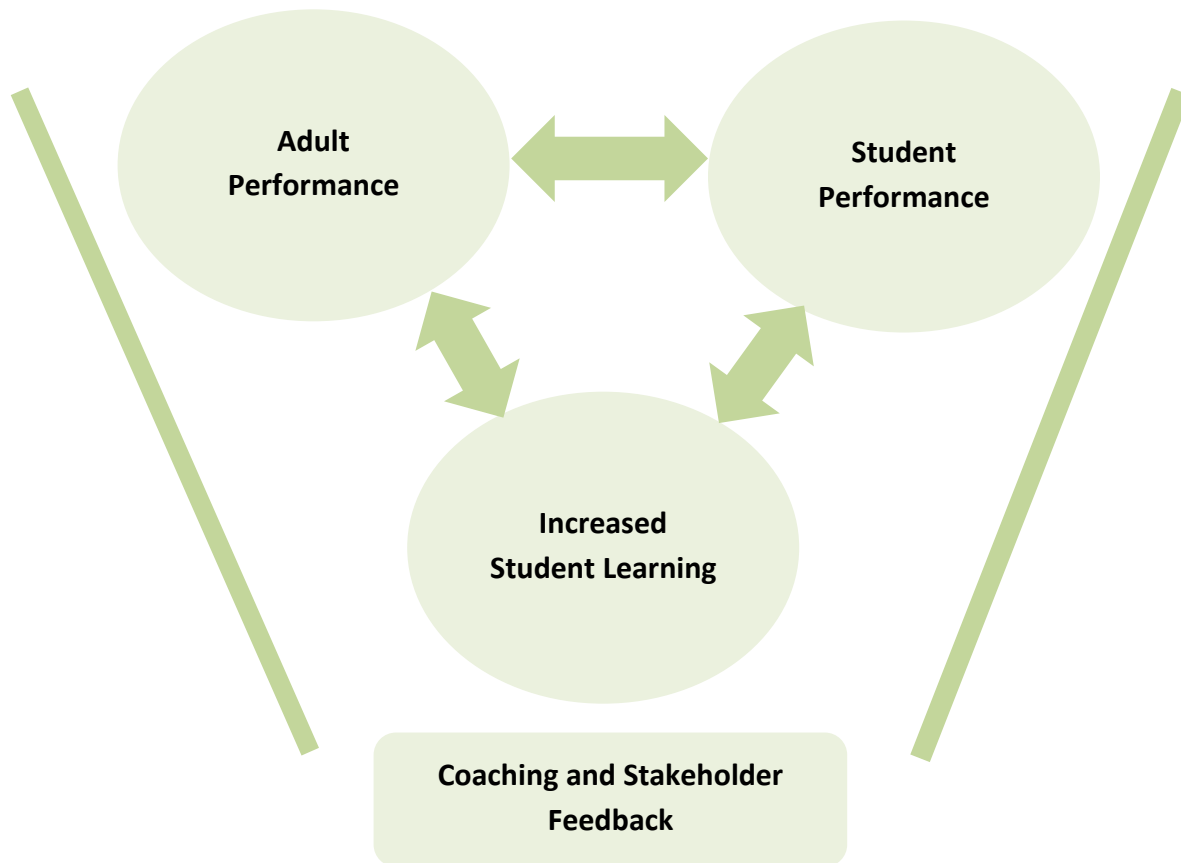 Adult
Performance
Student
Performance
Increased
Student Learning
Coaching and Stakeholder
Feedback